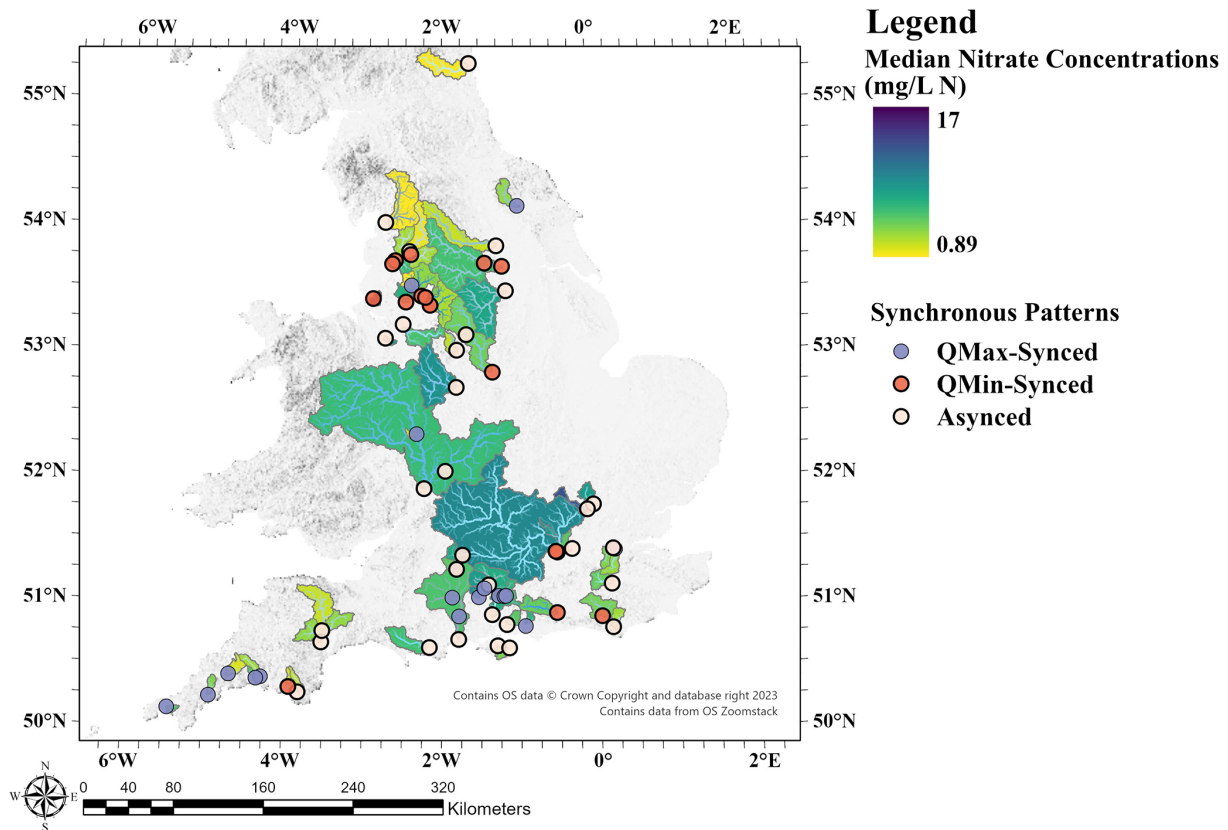 6°W 4°W 2°W 0° 2°E
Legend
Median Nitrate Concentrations
(mg/L N)
17
0.89
Synchronous Patterns
QMax-Synced
QMin-Synced
Asynced
55°N 55°N
54°N 54°N
53°N 53°N
52°N 52°N
51°N 51°N
50°N 50°N
Contains OS data © Crown Copyright and database right 2023
Contains data from OS Zoomstack
6°W 4°W 2°W 0° 2°E
N
W E
S
0 40 80 160 240 320
Kilometers